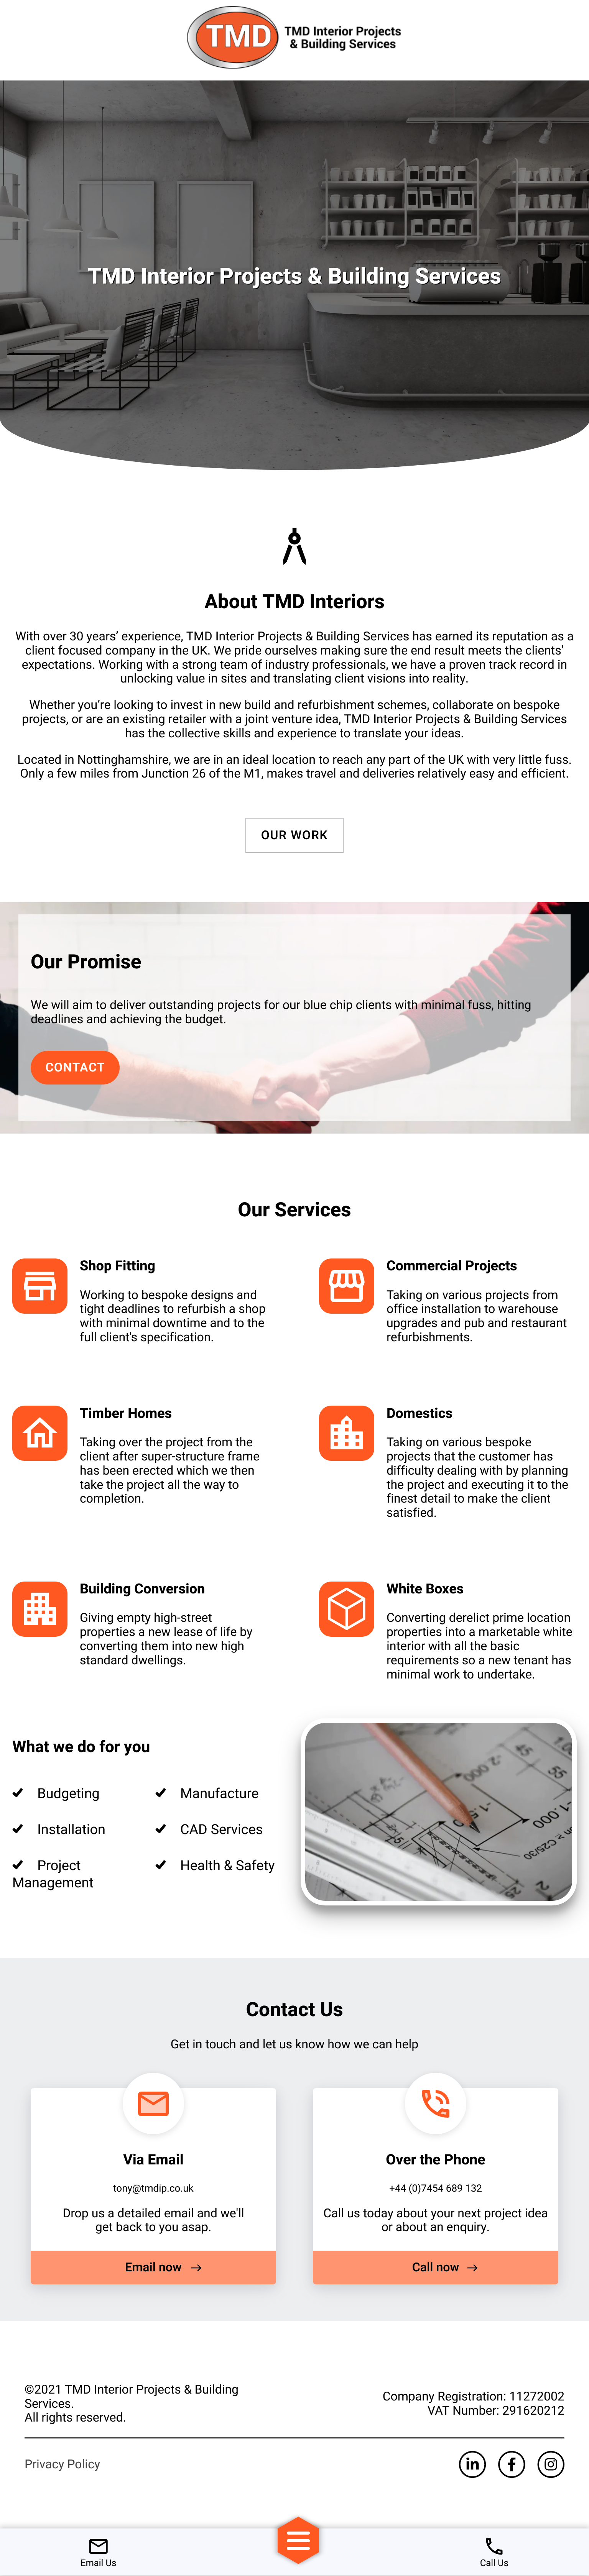 TMD
TMD Interior Projects
& Building Services
TMD Interior Projects & Building Services
About TMD Interiors
With over 30 years’ experience, TMD Interior Projects & Building Services has earned its reputation as a
client focused company in the UK. We pride ourselves making sure the end result meets the clients’
expectations. Working with a strong team of industry professionals, we have a proven track record in
unlocking value in sites and translating client visions into reality.
Whether you’re looking to invest in new build and refurbishment schemes, collaborate on bespoke
projects, or are an existing retailer with a joint venture idea, TMD Interior Projects & Building Services
has the collective skills and experience to translate your ideas.
Located in Nottinghamshire, we are in an ideal location to reach any part of the UK with very little fuss.
Only a few miles from Junction 26 of the M1, makes travel and deliveries relatively easy and efficient.
OUR WORK
Our Promise
We will aim to deliver outstanding projects for our blue chip clients with minimal fuss, hitting
deadlines and achieving the budget.
CONTACT
Our Services
Shop Fitting
Working to bespoke designs and
tight deadlines to refurbish a shop
with minimal downtime and to the
full client's specification.
Commercial Projects
Taking on various projects from
office installation to warehouse
upgrades and pub and restaurant
refurbishments.
Timber Homes
Taking over the project from the
client after super-structure frame
has been erected which we then
take the project all the way to
completion.
Domestics
Taking on various bespoke
projects that the customer has
difficulty dealing with by planning
the project and executing it to the
finest detail to make the client
satisfied.
Building Conversion
Giving empty high-street
properties a new lease of life by
converting them into new high
standard dwellings.
White Boxes
Converting derelict prime location
properties into a marketable white
interior with all the basic
requirements so a new tenant has
minimal work to undertake.
What we do for you
Budgeting
Manufacture
Installation
CAD Services
Project
Management
Health & Safety
1.000
C25/30
Contact Us
Get in touch and let us know how we can help
Via Email
tony@tmdip.co.uk
Drop us a detailed email and we'll
get back to you asap.
Email now
Over the Phone
+44 (0)7454 689 132
Call us today about your next project idea
or about an enquiry.
Call now
©2021 TMD Interior Projects & Building
Services.
All rights reserved.
Company Registration: 11272002
VAT Number: 291620212
Privacy Policy
Email Us
Call Us